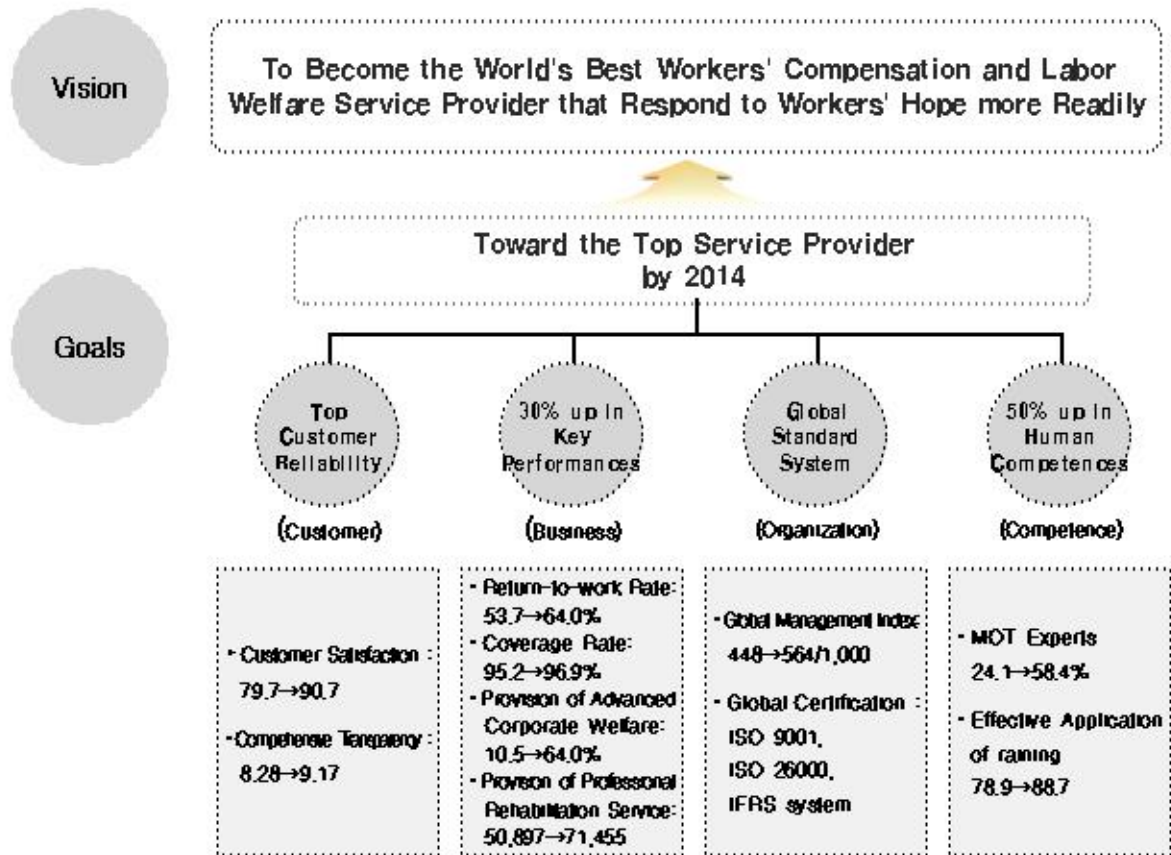 Vision
To Become the World's Best Workers' Compensation and Labor
Welfare Service Provider that Respond to Workers' Hope more Readily
Toward the Top Service Provider
by 2014
Goals
Top
Customer
Reliability
(Customer)
30% up in
Key
Performances
(Business)
Global
Standard
System
(Organization)
50% up in
Human
Competences
(Competence)
- Customer Satisfaction :
79.7→90.7
- Compehensive Tranparency :
8.28→9.17
- Return-to-work Rate:
53.7→64.0%
- Coverage Rate:
95.2→96.9%
- Provision of Advanced
Corporate Welfare:
10.5→64.0%
- Provision of Professional
Rehabilitation Service:
50,897→71,455
- Global Management Index:
448→564/1,000
- Global Certification :
ISO 9001,
ISO 26000,
IFRS system
- MOT Experts
24.1→58.4%
- Effective Application
of raining
78.9→88.7